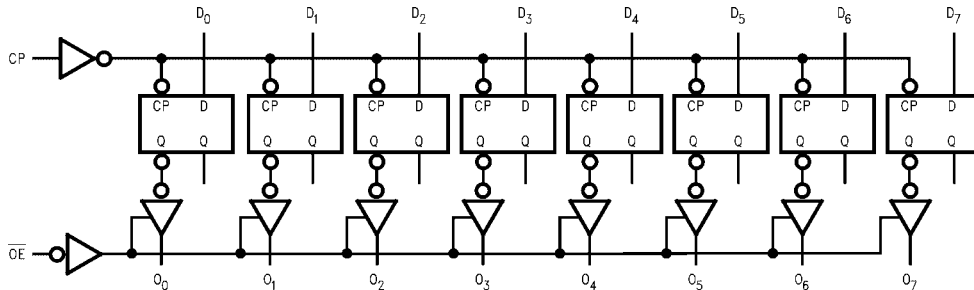 D₀ D₁ D₂ D₃ D₄ D₅ D₆ D₇
CP
CP D CP D CP D CP D CP D CP D CP D CP D
Q Q Q Q Q Q Q Q Q Q Q Q Q Q Q Q
O̅E̅
O₀ O₁ O₂ O₃ O₄ O₅ O₆ O₇